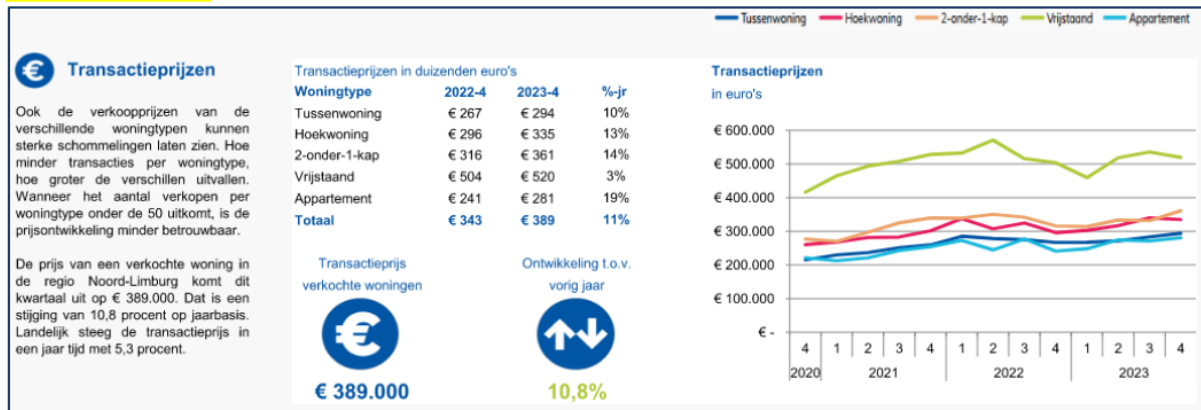 Tussenwoning Hoekwoning 2-onder-1-kap Vrijstaand Appartement
€ Transactieprijzen
Ook de verkoopprijzen van de
verschillende woningtypen kunnen
sterke schommelingen laten zien. Hoe
minder transacties per woningtype,
hoe groter de verschillen uitvallen.
Wanneer het aantal verkopen per
woningtype onder de 50 uitkomt, is de
prijsontwikkeling minder betrouwbaar.
De prijs van een verkochte woning in
de regio Noord-Limburg komt dit
kwartaal uit op € 389.000. Dat is een
stijging van 10,8 procent op jaarbasis.
Landelijk steeg de transactieprijs in
een jaar tijd met 5,3 procent.
Transactieprijzen in duizenden euro's
Woningtype 2022-4 2023-4 %-jr
Tussenwoning € 267 € 294 10%
Hoekwoning € 296 € 335 13%
2-onder-1-kap € 316 € 361 14%
Vrijstaand € 504 € 520 3%
Appartement € 241 € 281 19%
Totaal € 343 € 389 11%
Transactieprijs
verkochte woningen
€
€ 389.000
Ontwikkeling t.o.v.
vorig jaar
10,8%
Transactieprijzen
in euro's
€ 600.000
€ 500.000
€ 400.000
€ 300.000
€ 200.000
€ 100.000
€ -
4 1 2 3 4 1 2 3 4 1 2 3 4
2020 2021 2022 2023